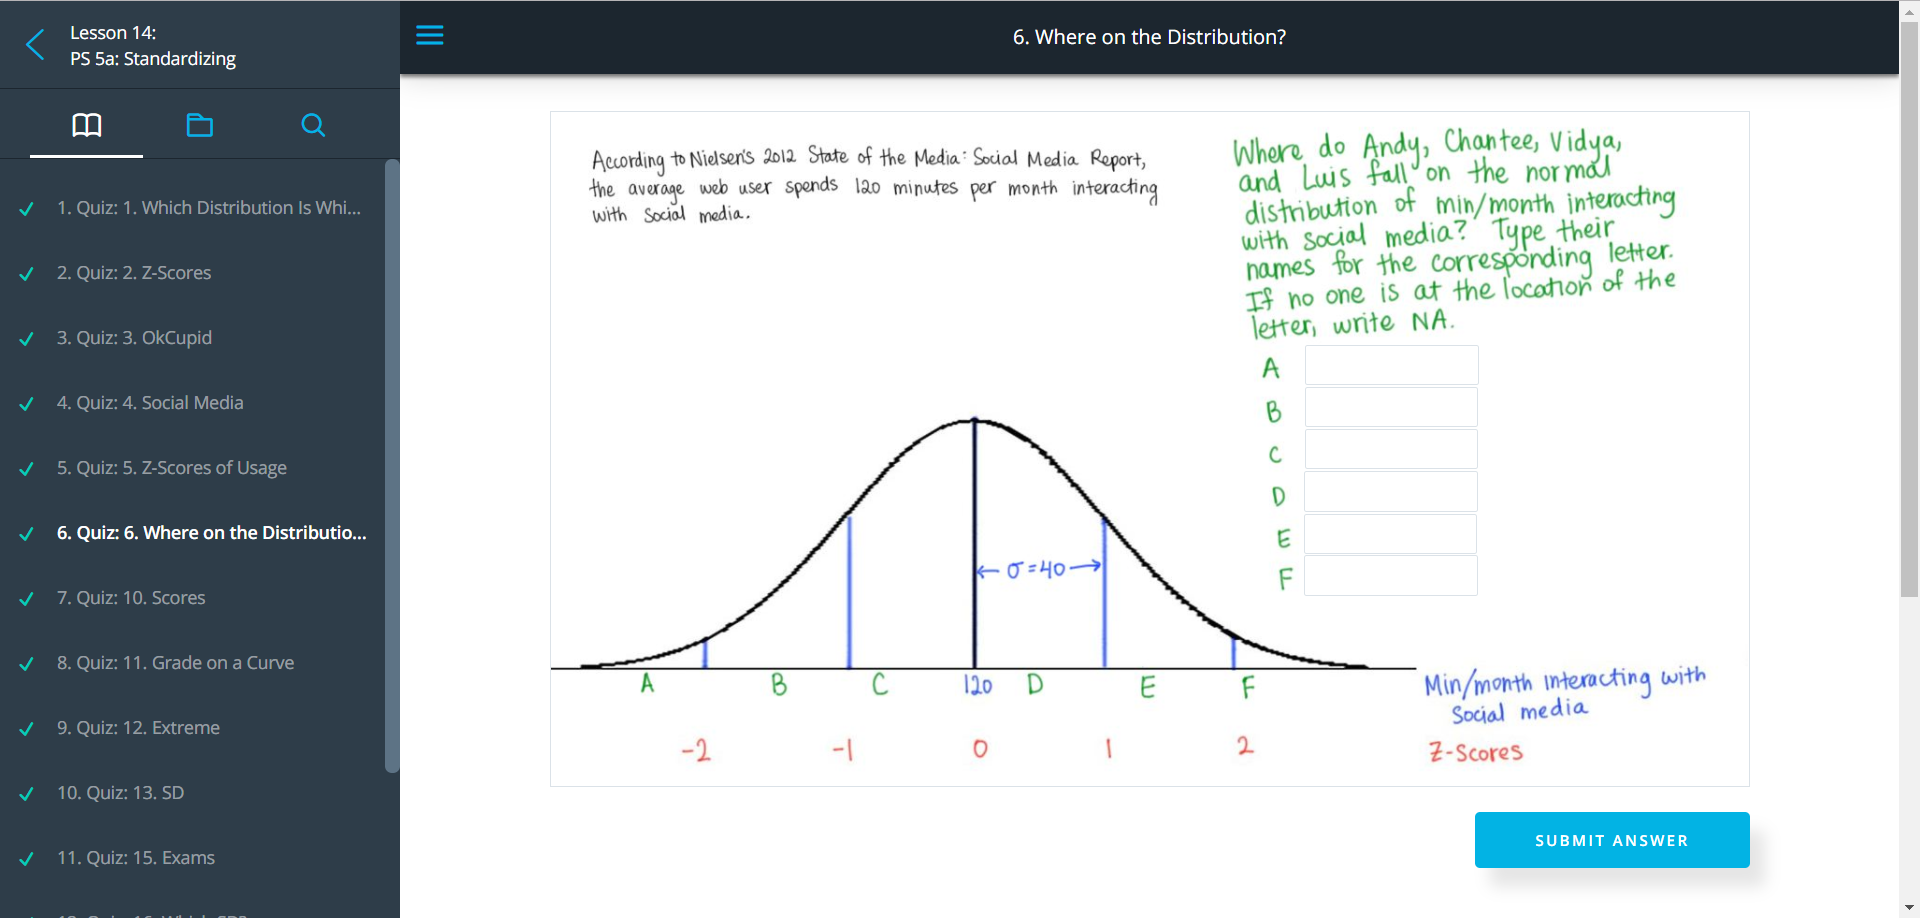 Lesson 14:
PS 5a: Standardizing
6. Where on the Distribution?
1. Quiz: 1. Which Distribution Is Whi...
2. Quiz: 2. Z-Scores
3. Quiz: 3. OkCupid
4. Quiz: 4. Social Media
5. Quiz: 5. Z-Scores of Usage
6. Quiz: 6. Where on the Distributio...
7. Quiz: 10. Scores
8. Quiz: 11. Grade on a Curve
9. Quiz: 12. Extreme
10. Quiz: 13. SD
11. Quiz: 15. Exams
According to Nielsen's 2012 State of the Media: Social Media Report,
the average web user spends 120 minutes per month interacting
with Social media.
Where do Andy, Chantee, Vidya,
and Luis fall on the normal
distribution of min/month interacting
with social media? Type their
names for the corresponding letter.
If no one is at the location of the
letter, write NA.
A
B
C
D
E
F
σ=40
A B C 120 D E F
Min/month interacting with
Social media
-2 -1 0 1 2
Z-Scores
SUBMIT ANSWER